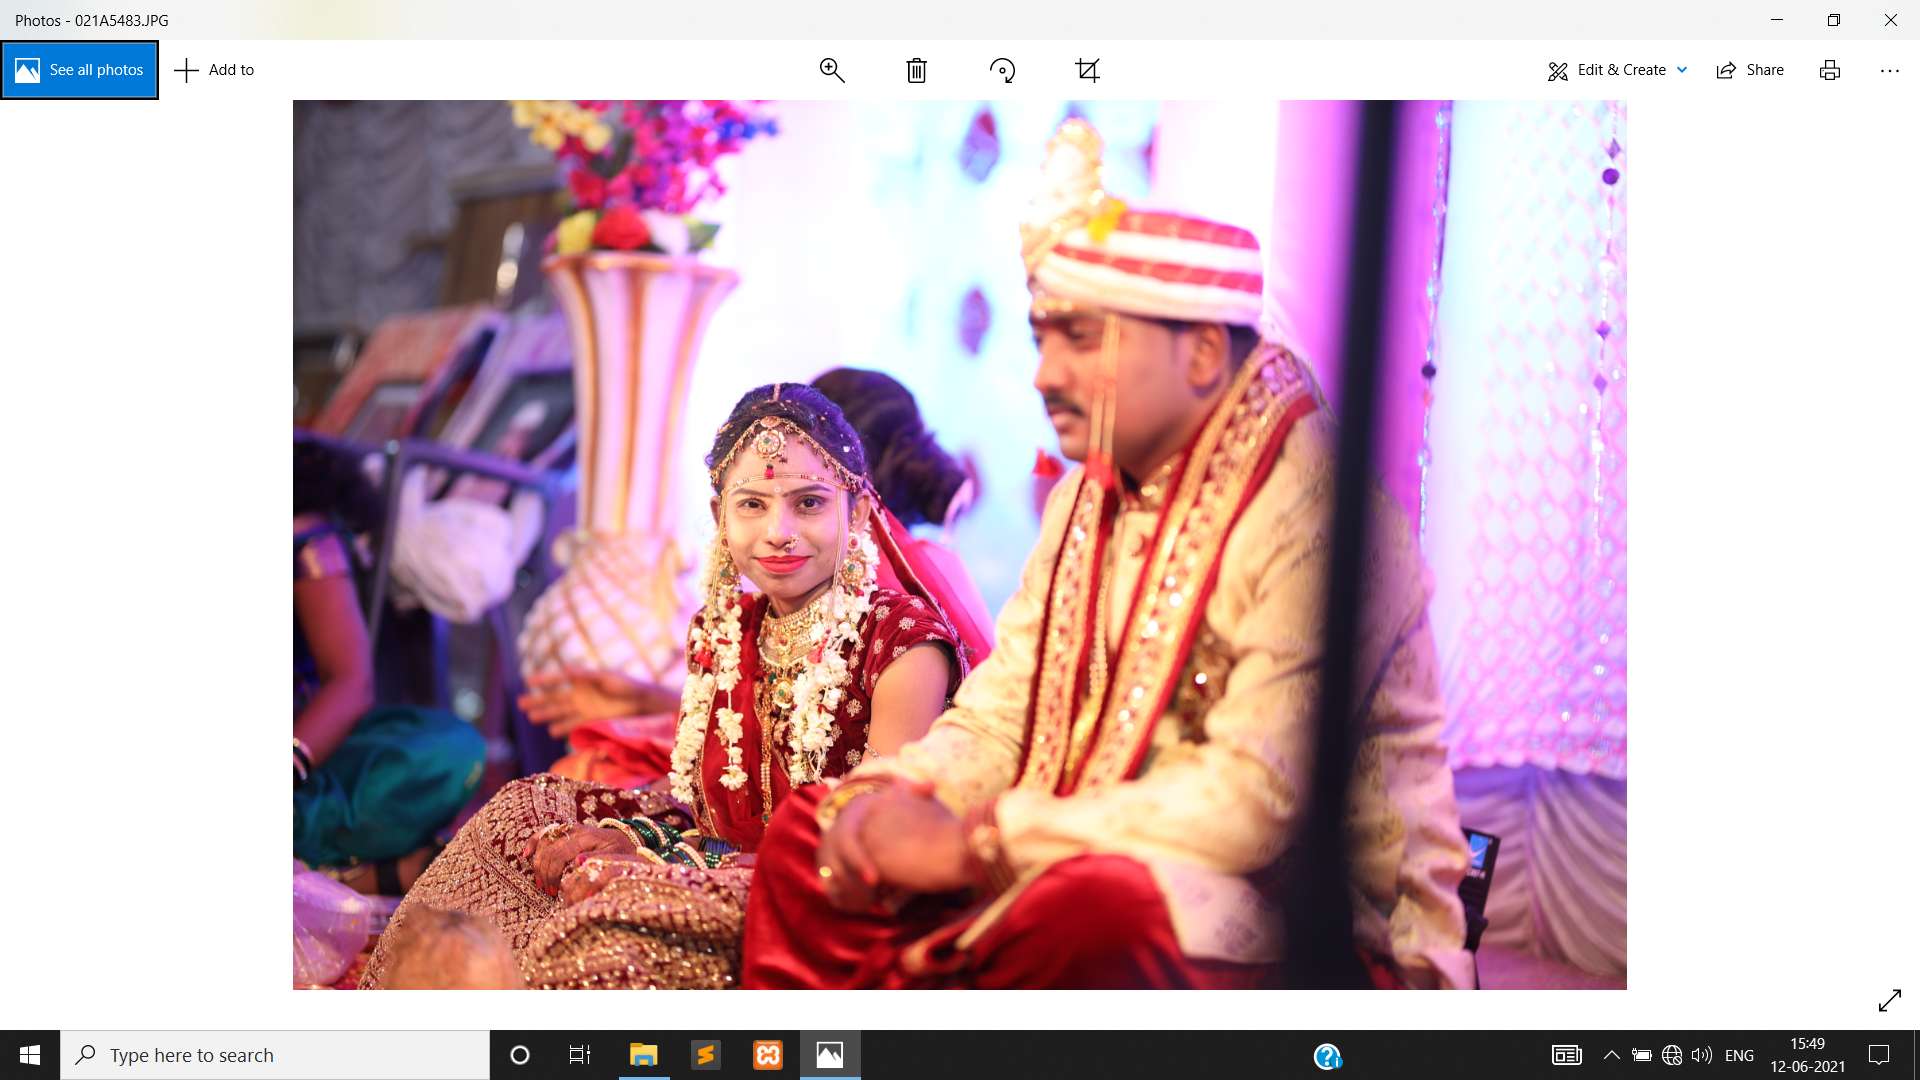 Photos - 021A5483.JPG
See all photos
Add to
Edit & Create
Share
Type here to search
ENG
15:49
12-06-2021